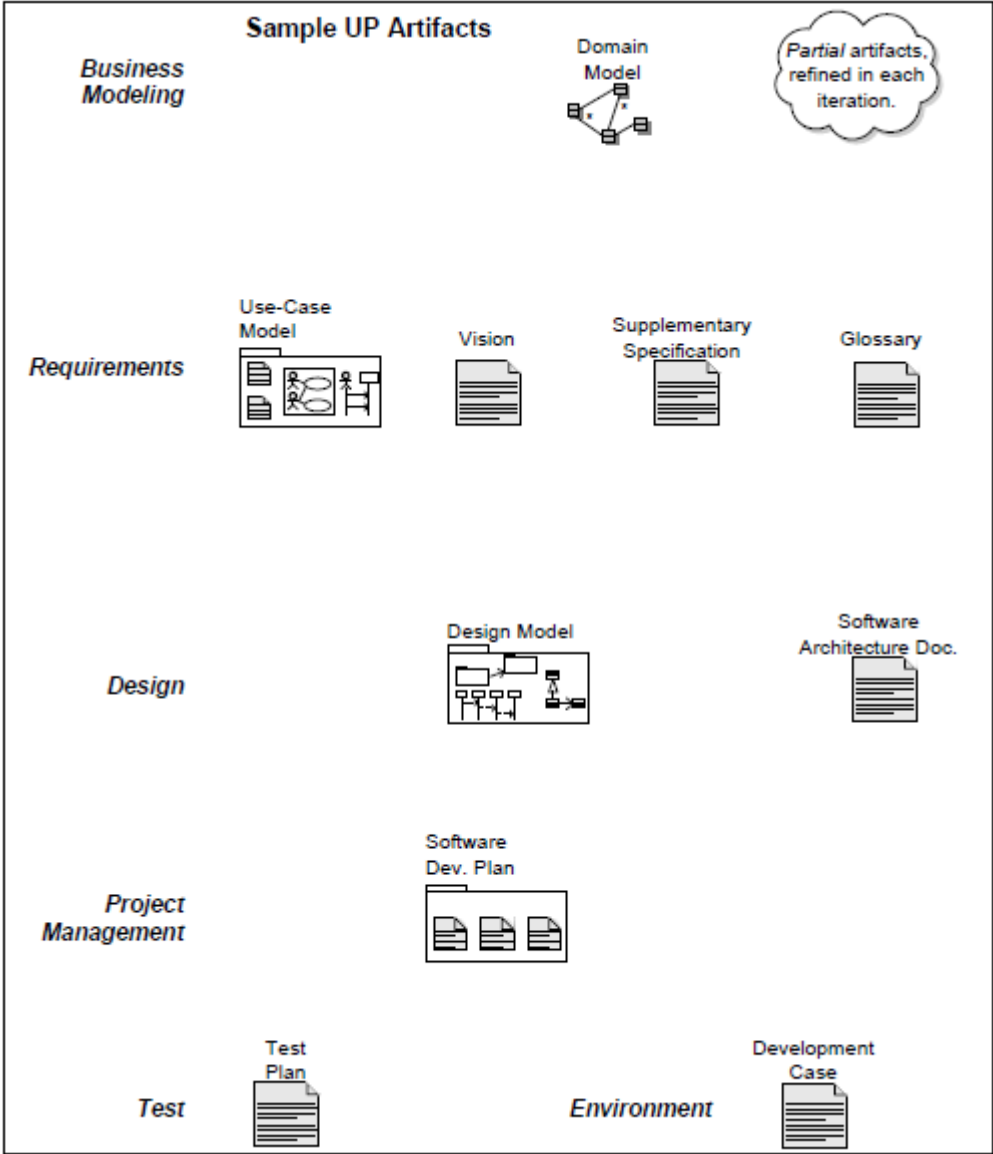 Sample UP Artifacts
Business
Modeling
Domain
Model
*
*
Partial artifacts,
refined in each
iteration.
Requirements
Use-Case
Model
Vision
Supplementary
Specification
Glossary
Design
Design Model
Software
Architecture Doc.
Project
Management
Software
Dev. Plan
Test
Test
Plan
Environment
Development
Case